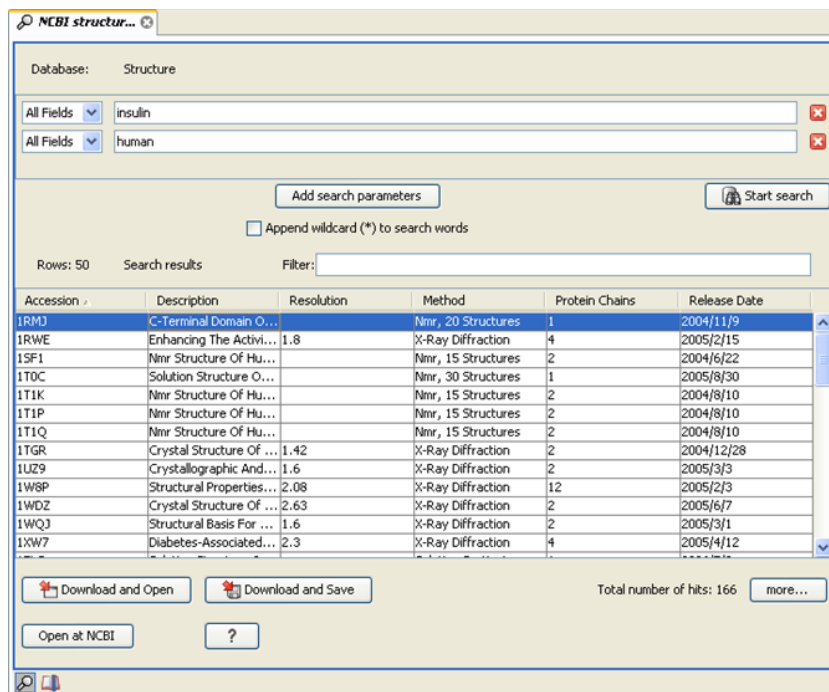 NCBI structur...
Database: Structure
All Fields insulin
All Fields human
Add search parameters Start search
Append wildcard (*) to search words
Rows: 50 Search results Filter:
Accession Description Resolution Method Protein Chains Release Date
1RMJ C-Terminal Domain O... Nmr, 20 Structures 1 2004/11/9
1RWE Enhancing The Activi... 1.8 X-Ray Diffraction 4 2005/2/15
1SF1 Nmr Structure Of Hu... Nmr, 15 Structures 2 2004/6/22
1T0C Solution Structure O... Nmr, 30 Structures 1 2005/8/30
1T1K Nmr Structure Of Hu... Nmr, 15 Structures 2 2004/8/10
1T1P Nmr Structure Of Hu... Nmr, 15 Structures 2 2004/8/10
1T1Q Nmr Structure Of Hu... Nmr, 15 Structures 2 2004/8/10
1TGR Crystal Structure Of ... 1.42 X-Ray Diffraction 2 2004/12/28
1UZ9 Crystallographic And... 1.6 X-Ray Diffraction 2 2005/3/3
1W8P Structural Properties... 2.08 X-Ray Diffraction 12 2005/2/3
1WDZ Crystal Structure Of ... 2.63 X-Ray Diffraction 2 2005/6/7
1WQJ Structural Basis For ... 1.6 X-Ray Diffraction 2 2005/3/1
1XW7 Diabetes-Associated... 2.3 X-Ray Diffraction 4 2005/4/12
Download and Open Download and Save Total number of hits: 166 more...
Open at NCBI ?